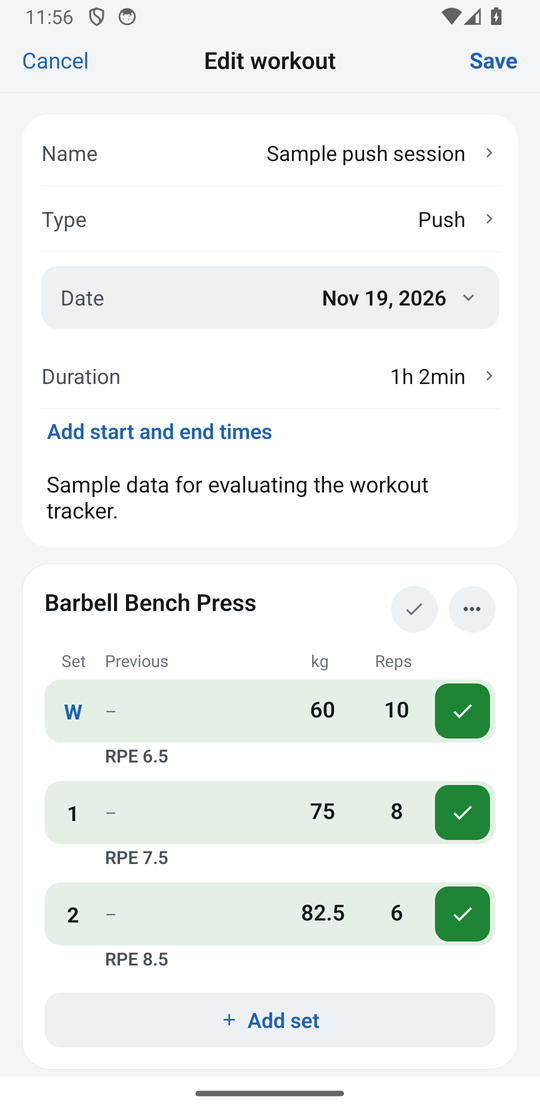 11:56
Cancel Edit workout Save
Name Sample push session
Type Push
Date Nov 19, 2026
Duration 1h 2min
Add start and end times
Sample data for evaluating the workout
tracker.
Barbell Bench Press
Set Previous kg Reps
W – 60 10
RPE 6.5
1 – 75 8
RPE 7.5
2 – 82.5 6
RPE 8.5
+ Add set